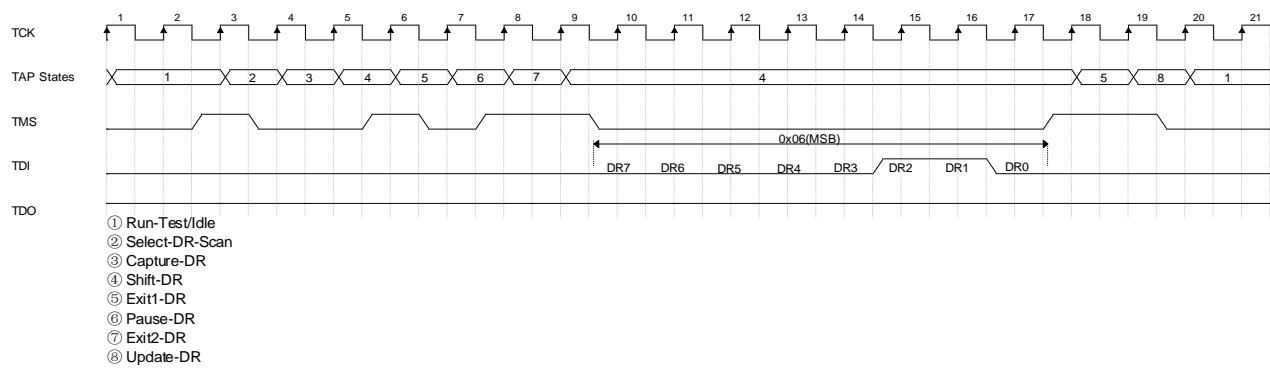 1 2 3 4 5 6 7 8 9 10 11 12 13 14 15 16 17 18 19 20 21
TCK
TAP States 1 2 3 4 5 6 7 4 5 8 1
TMS
0x06(MSB)
TDI DR7 DR6 DR5 DR4 DR3 DR2 DR1 DR0
TDO
① Run-Test/Idle
② Select-DR-Scan
③ Capture-DR
④ Shift-DR
⑤ Exit1-DR
⑥ Pause-DR
⑦ Exit2-DR
⑧ Update-DR